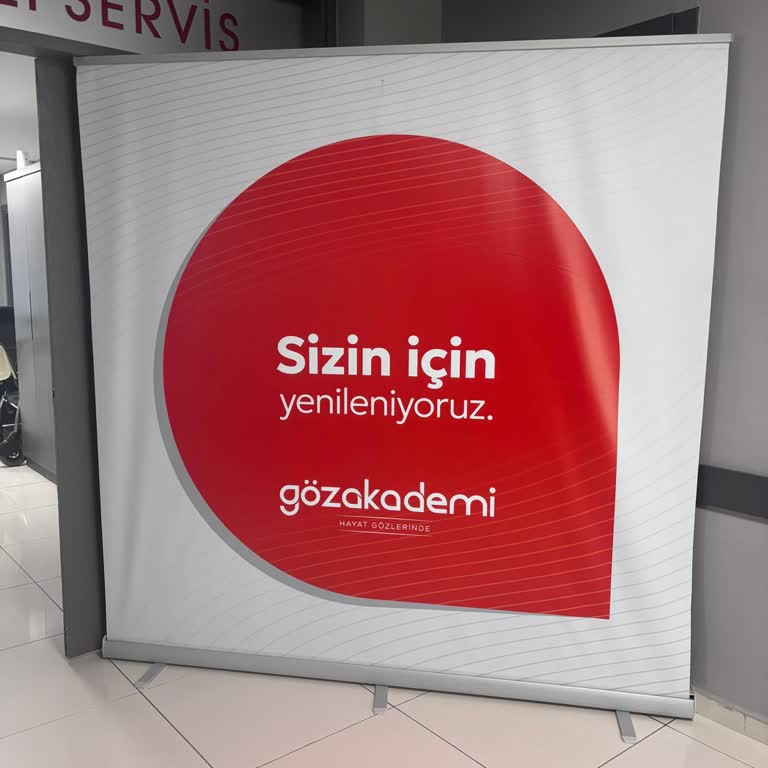 SERVİS
Sizin için
yenileniyoruz.
gözakademi
HAYAT GÖZLERİNDE